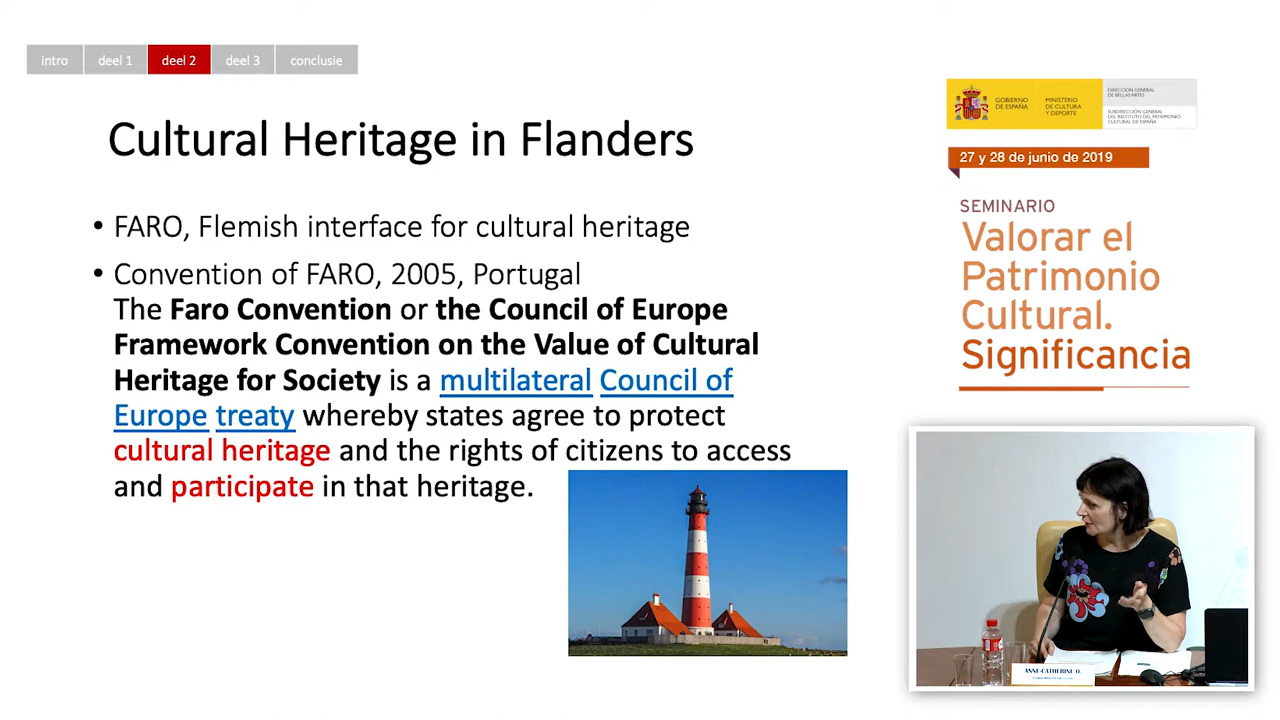 intro deel 1 deel 2 deel 3 conclusie
Cultural Heritage in Flanders
• FARO, Flemish interface for cultural heritage
• Convention of FARO, 2005, Portugal
The Faro Convention or the Council of Europe
Framework Convention on the Value of Cultural
Heritage for Society is a multilateral Council of
Europe treaty whereby states agree to protect
cultural heritage and the rights of citizens to access
and participate in that heritage.
GOBIERNO
DE ESPAÑA
MINISTERIO
DE CULTURA
Y DEPORTE
DIRECCIÓN GENERAL
DE BELLAS ARTES
SUBDIRECCIÓN GENERAL
DEL INSTITUTO DEL PATRIMONIO
CULTURAL DE ESPAÑA
27 y 28 de junio de 2019
SEMINARIO
Valorar el
Patrimonio
Cultural.
Significancia
ANNE-CATHERINE O.